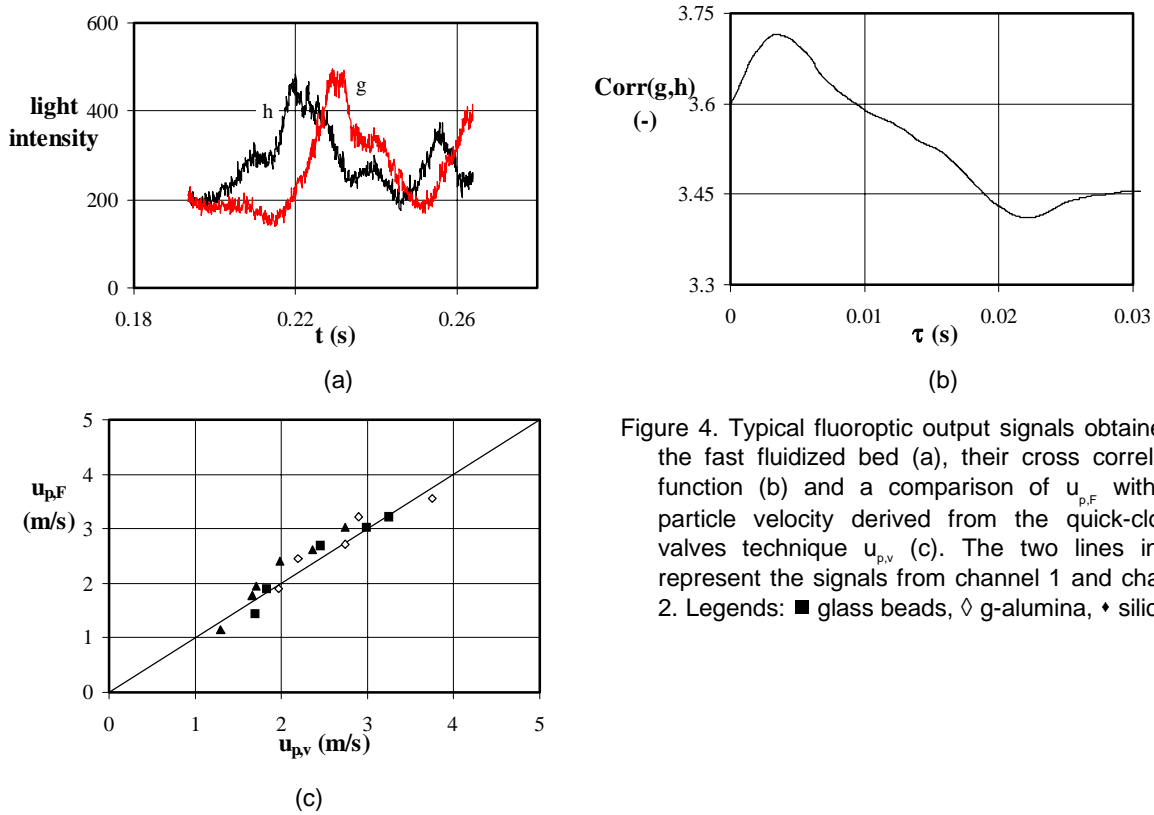 600
400
200
0
light
intensity
h
g
0.18
0.22
0.26
t (s)
(a)
3.75
3.6
3.45
3.3
Corr(g,h)
(-)
0
0.01
0.02
0.03
τ (s)
(b)
5
4
3
2
1
0
u_p,F
(m/s)
0
1
2
3
4
5
u_p,v (m/s)
(c)
Figure 4. Typical fluoroptic output signals obtaine
the fast fluidized bed (a), their cross correl
function (b) and a comparison of u_p,F with
particle velocity derived from the quick-clo
valves technique u_p,v (c). The two lines in
represent the signals from channel 1 and cha
2. Legends: ■ glass beads, ◊ g-alumina, ♦ silic